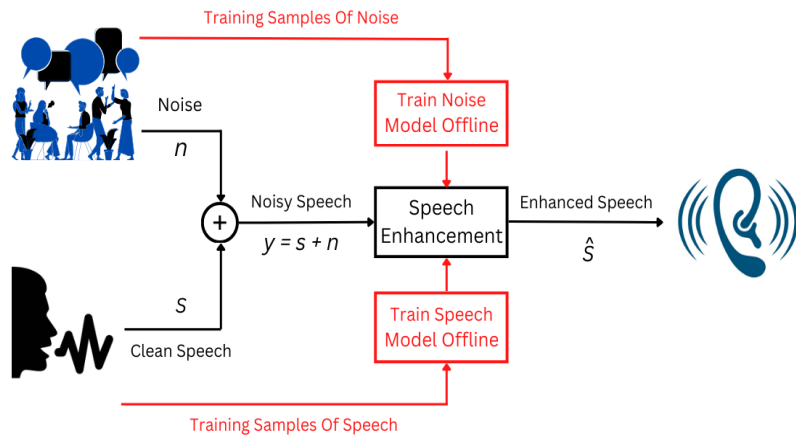 Training Samples Of Noise
Train Noise
Model Offline
Noise
n
Noisy Speech
y = s + n
+
Speech
Enhancement
Enhanced Speech
ŝ
S
Clean Speech
Train Speech
Model Offline
Training Samples Of Speech